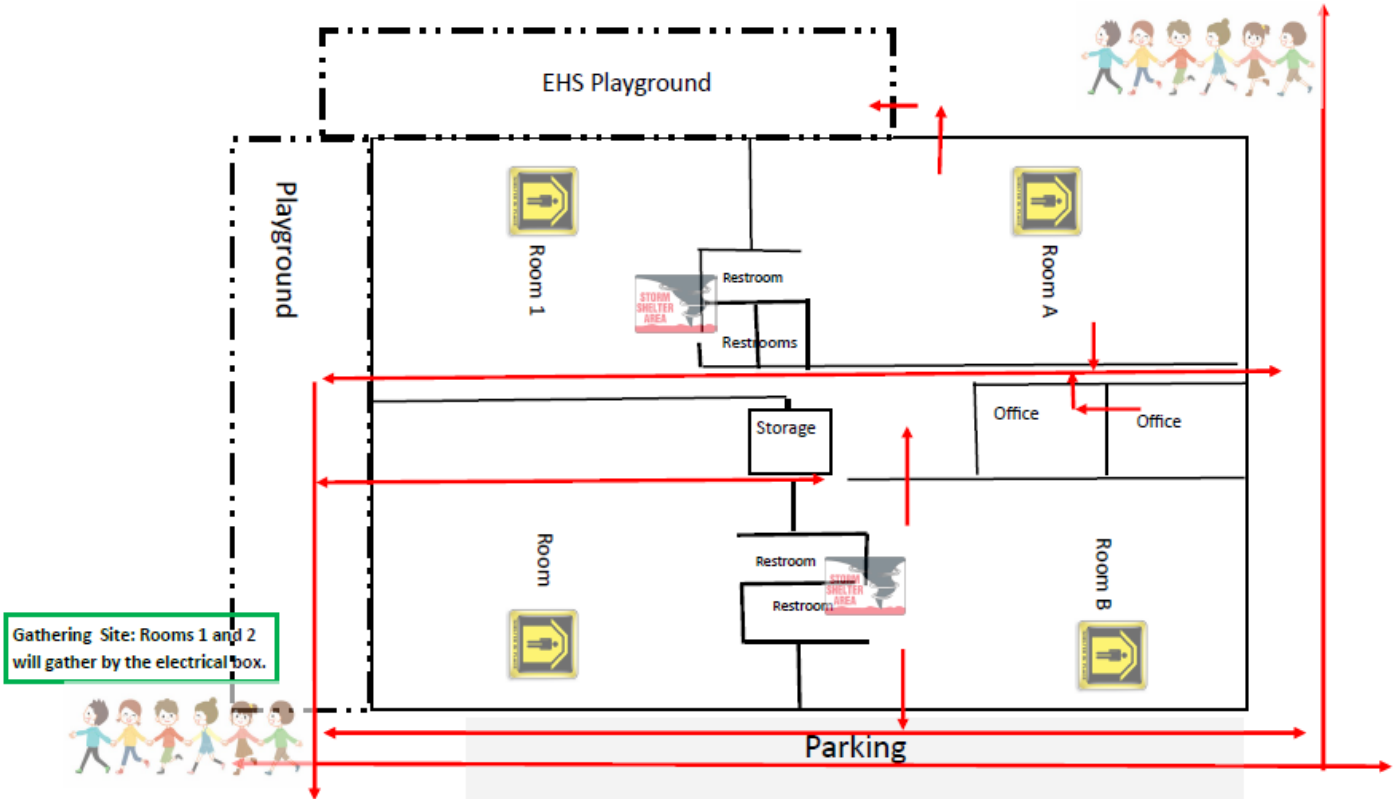 EHS Playground
Playground
Room 1
Room A
Restroom
STORM
SHELTER
AREA
Restrooms
Office
Office
Storage
Room
Restroom
Room B
STORM
SHELTER
AREA
Restroom
Gathering Site: Rooms 1 and 2
will gather by the electrical box.
Parking